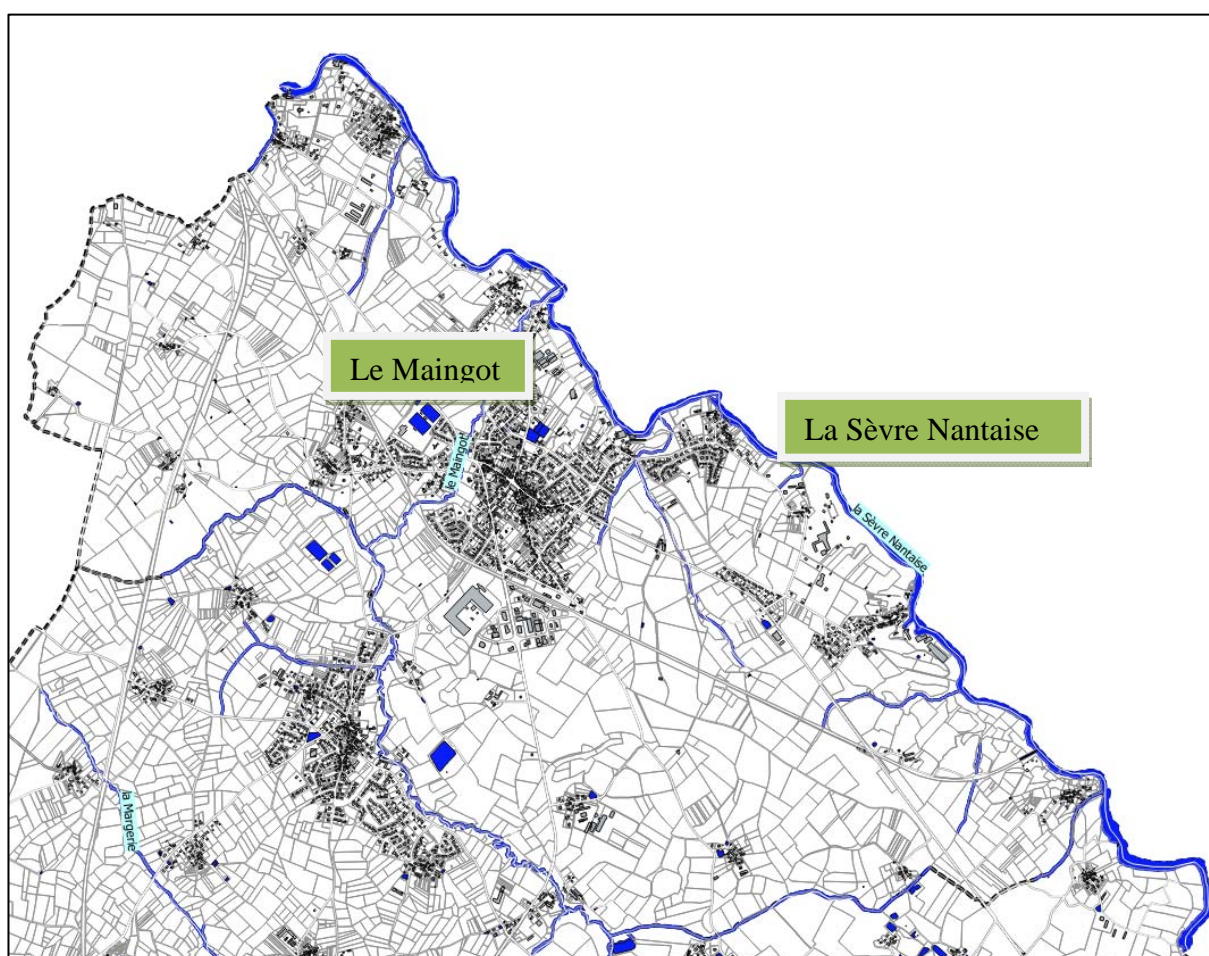 Le Maingot
La Sèvre Nantaise
le Maingot
la Sèvre Nantaise
la Margerie